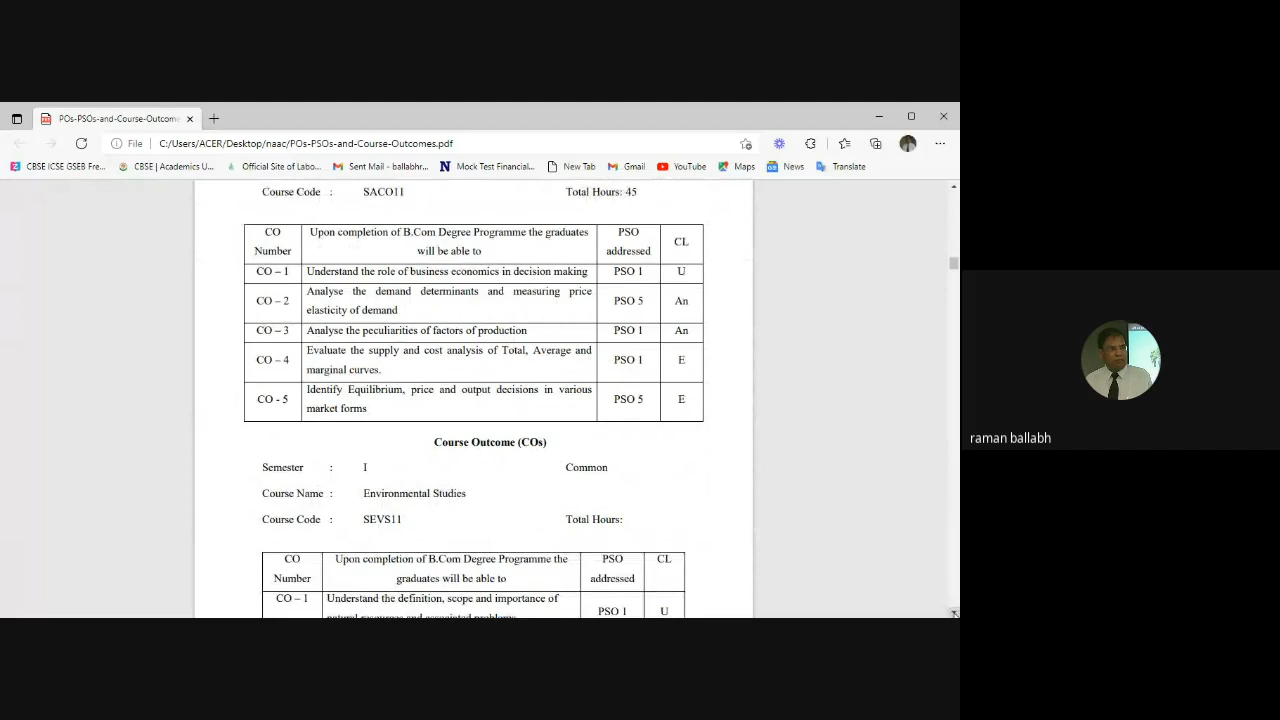 POs-PSOs-and-Course-Outcome
File C:/Users/ACER/Desktop/naac/POs-PSOs-and-Course-Outcomes.pdf
CBSE ICSE GSEB Fre... CBSE | Academics U... Official Site of Labo... Sent Mail - ballabhr... Mock Test Financial... New Tab Gmail YouTube Maps News Translate
Course Code : SACO11 Total Hours: 45
CO Upon completion of B.Com Degree Programme the graduates PSO CL
Number will be able to addressed
CO – 1 Understand the role of business economics in decision making PSO 1 U
CO – 2 Analyse the demand determinants and measuring price PSO 5 An
elasticity of demand
CO – 3 Analyse the peculiarities of factors of production PSO 1 An
CO – 4 Evaluate the supply and cost analysis of Total, Average and PSO 1 E
marginal curves.
CO - 5 Identify Equilibrium, price and output decisions in various PSO 5 E
market forms
Course Outcome (COs)
Semester : I Common
Course Name : Environmental Studies
Course Code : SEVS11 Total Hours:
CO Upon completion of B.Com Degree Programme the PSO CL
Number graduates will be able to addressed
CO – 1 Understand the definition, scope and importance of PSO 1 U
natural resources and associated problems
raman ballabh